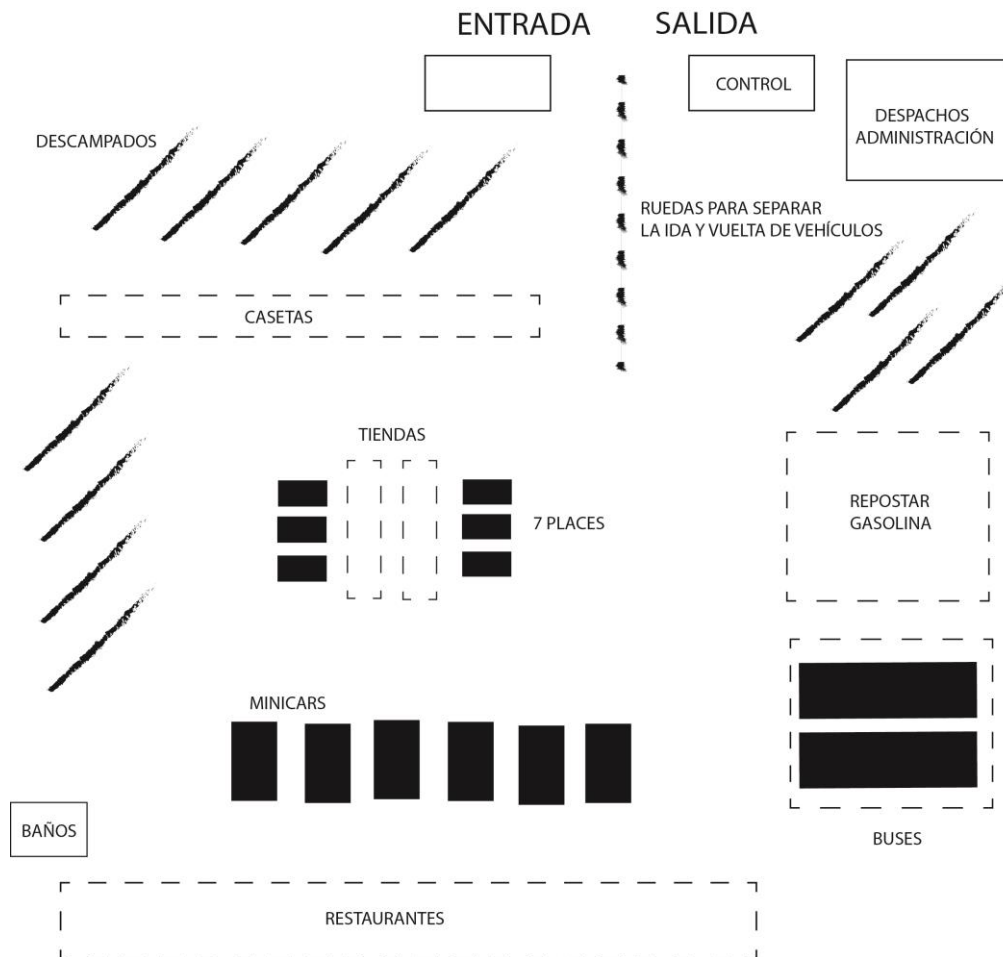 ENTRADA SALIDA
CONTROL
DESPACHOS
ADMINISTRACIÓN
DESCAMPADOS
RUEDAS PARA SEPARAR
LA IDA Y VUELTA DE VEHÍCULOS
CASETAS
TIENDAS
7 PLACES
REPOSTAR
GASOLINA
MINICARS
BAÑOS
BUSES
RESTAURANTES